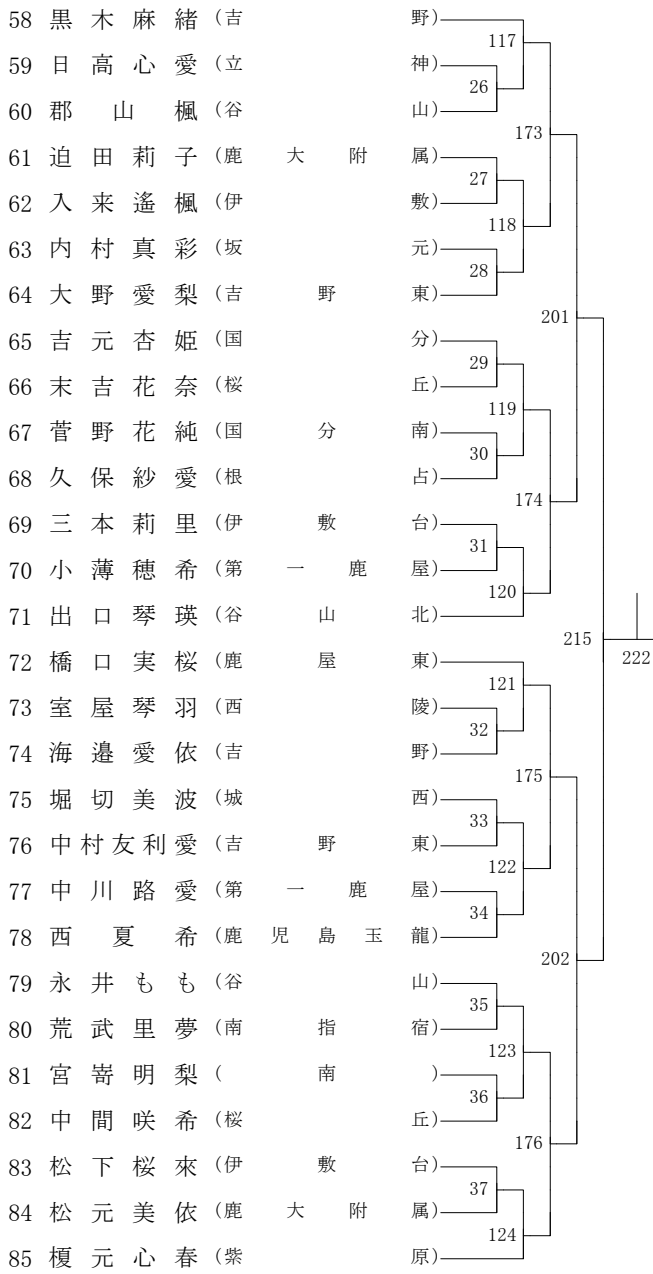 58 黒木麻緒（吉野）
117
59 日高心愛（立神）
26
60 郡山楓（谷山）
173
61 迫田莉子（鹿大附属）
27
62 入来遙楓（伊敷）
118
63 内村真彩（坂元）
28
64 大野愛梨（吉野東）
201
65 吉元杏姫（国分）
29
66 末吉花奈（桜丘）
119
67 菅野花純（国分南）
30
68 久保紗愛（根占）
174
69 三本莉里（伊敷台）
31
70 小薄穂希（第一鹿屋）
120
71 出口琴瑛（谷山北）
215
222
72 橋口実桜（鹿屋東）
121
73 室屋琴羽（西陵）
32
74 海邉愛依（吉野）
175
75 堀切美波（城西）
33
76 中村友利愛（吉野東）
122
77 中川路愛（第一鹿屋）
34
78 西夏希（鹿児島玉龍）
202
79 永井もも（谷山）
35
80 荒武里夢（南指宿）
123
81 宮嵜明梨（南）
36
82 中間咲希（桜丘）
176
83 松下桜來（伊敷台）
37
84 松元美依（鹿大附属）
124
85 榎元心春（紫原）